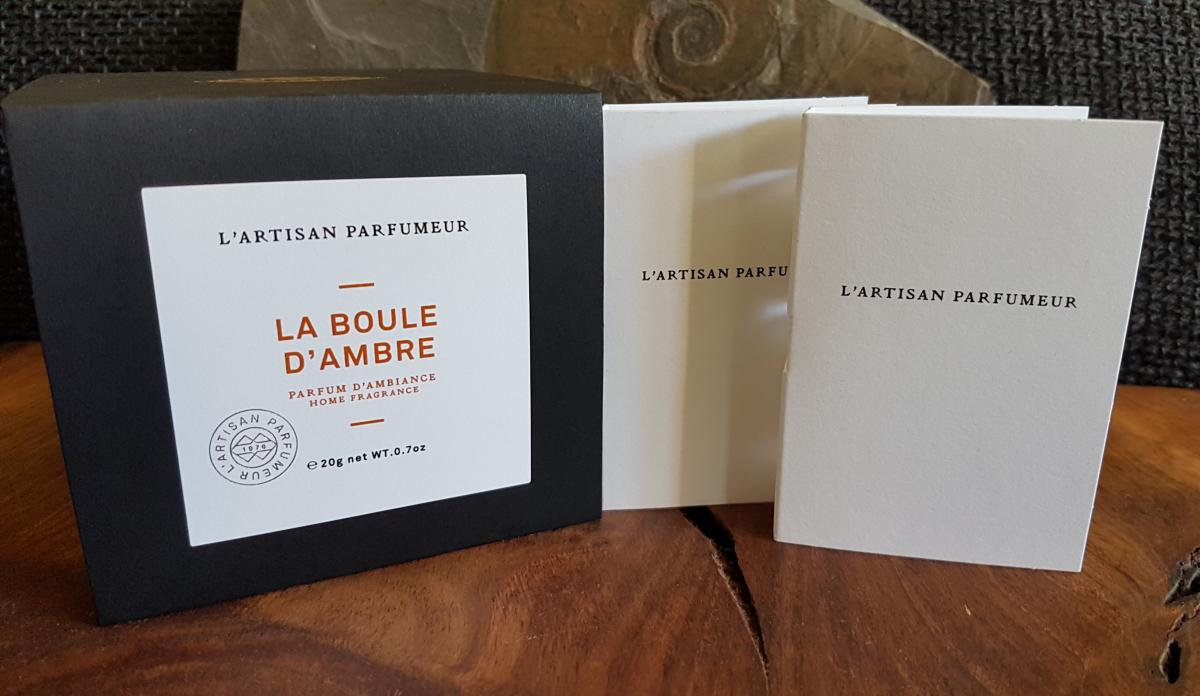 L'ARTISAN PARFUMEUR
LA BOULE
D'AMBRE
PARFUM D'AMBIANCE
HOME FRAGRANCE
L'ARTISAN PARFUMEUR
1976
℮20g net WT.0.7oz
L'ARTISAN PARFU
L'ARTISAN PARFUMEUR